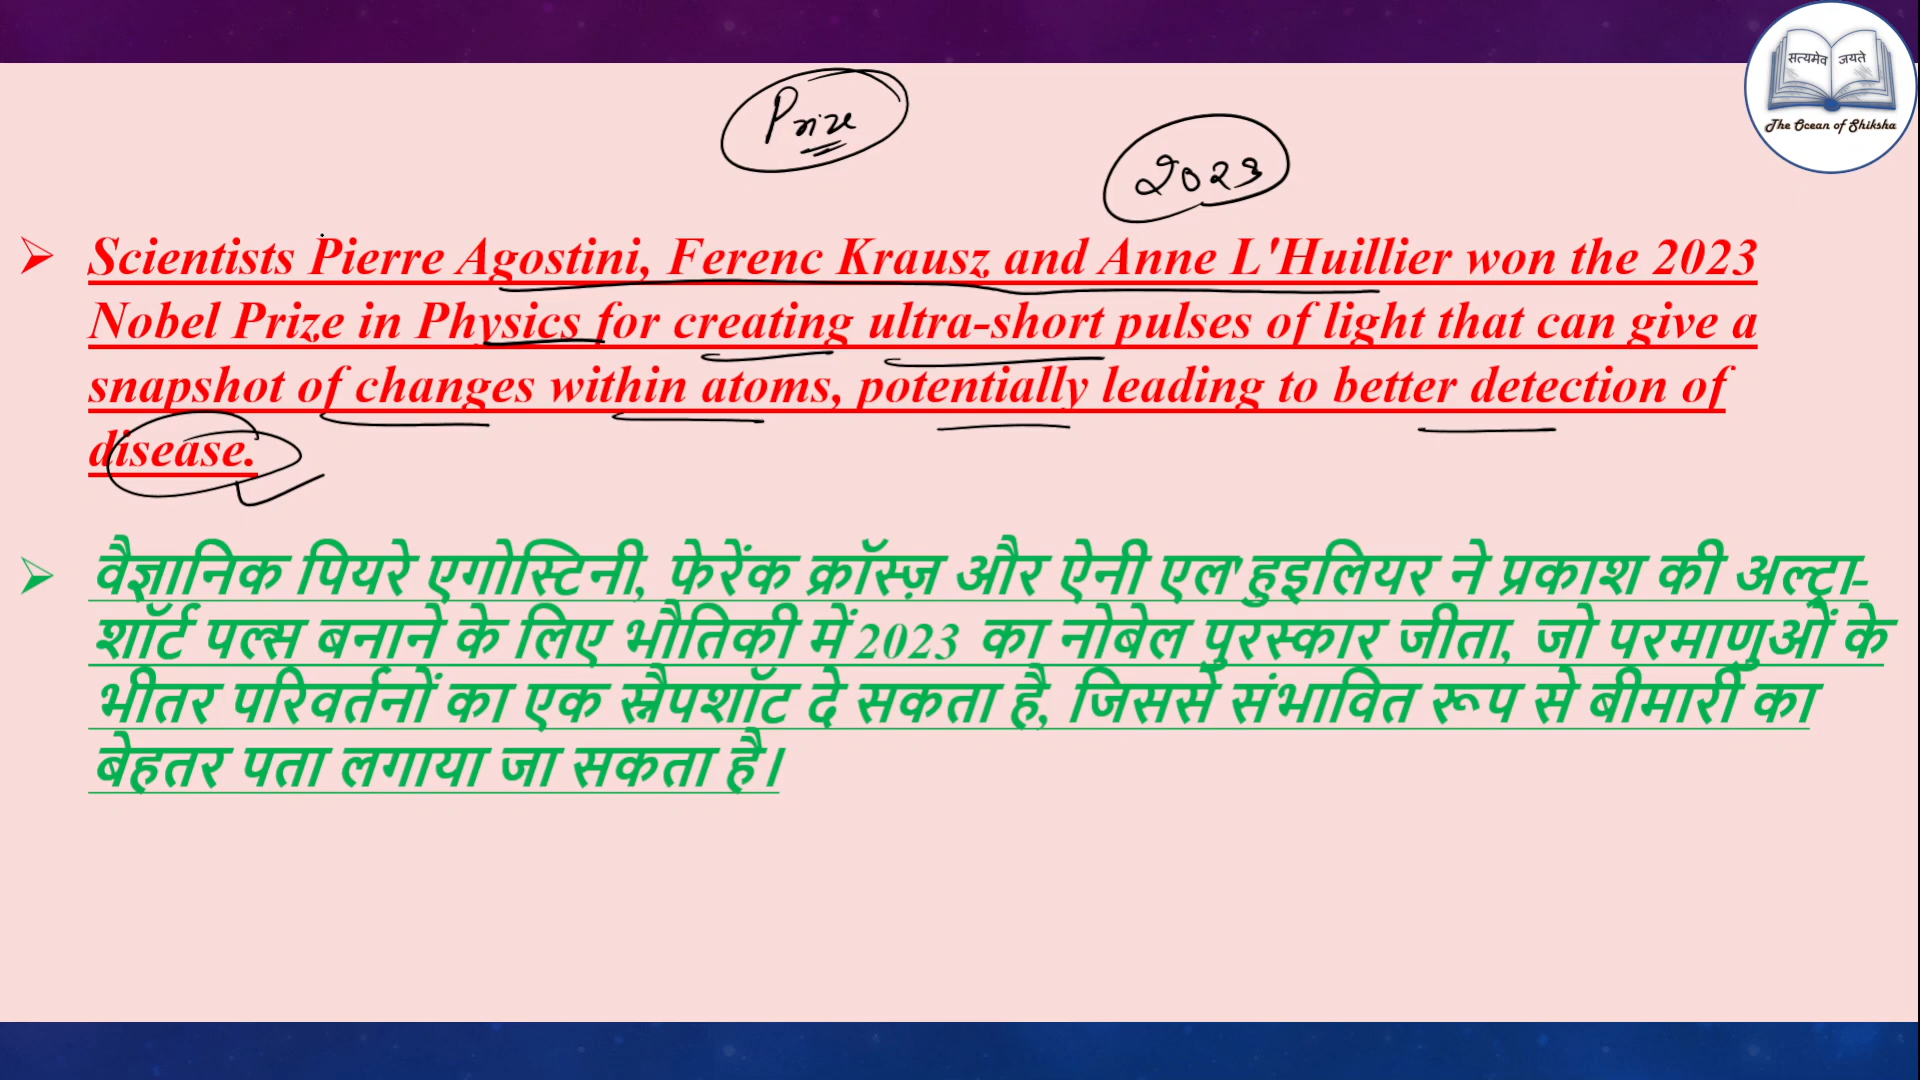 सत्यमेव जयते
The Ocean of Shiksha
Prize
2023
Scientists Pierre Agostini, Ferenc Krausz and Anne L'Huillier won the 2023
Nobel Prize in Physics for creating ultra-short pulses of light that can give a
snapshot of changes within atoms, potentially leading to better detection of
disease.
वैज्ञानिक पियरे एगोस्टिनी, फेरेंक क्रॉस्ज़ और ऐनी एल'हुइलियर ने प्रकाश की अल्ट्रा-
शॉर्ट पल्स बनाने के लिए भौतिकी में 2023 का नोबेल पुरस्कार जीता, जो परमाणुओं के
भीतर परिवर्तनों का एक स्नैपशॉट दे सकता है, जिससे संभावित रूप से बीमारी का
बेहतर पता लगाया जा सकता है।